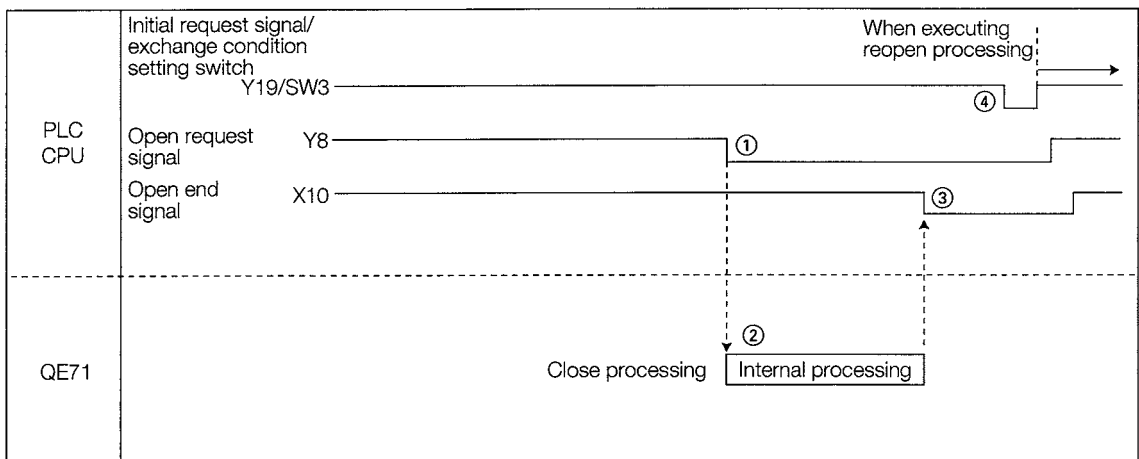 Initial request signal/
exchange condition
setting switch
When executing
reopen processing
Y19/SW3
④
PLC
CPU
Open request
signal
Y8
①
Open end
signal
X10
③
②
QE71
Close processing
Internal processing